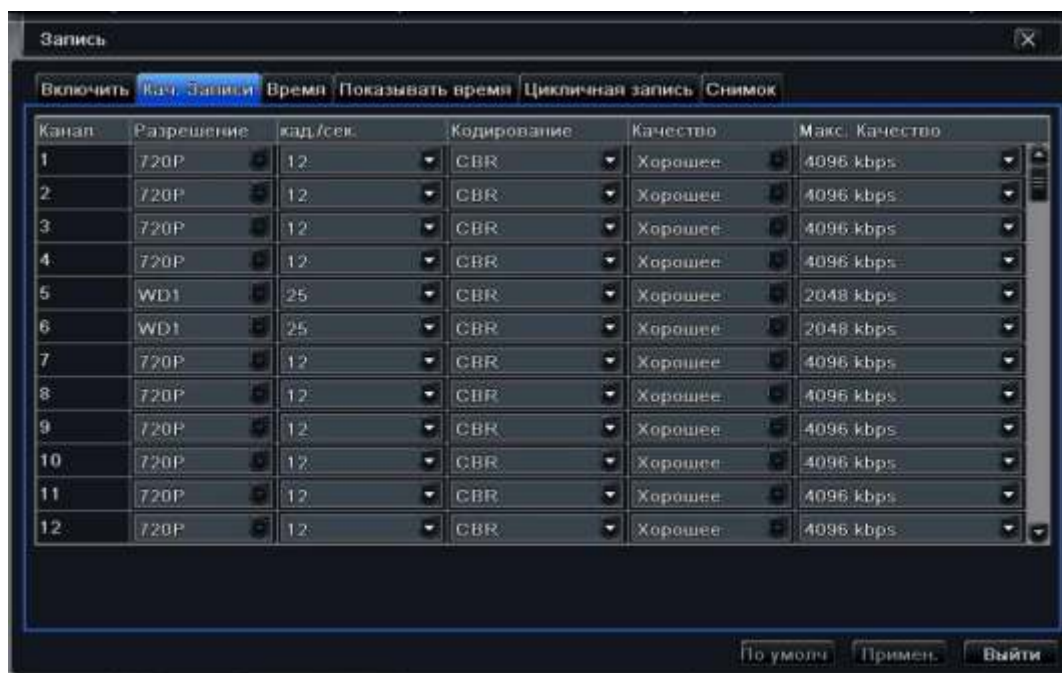 Запись
Включить Кач. Записи Время Показывать время Цикличная запись Снимок
Канал Разрешение кад./сек. Кодирование Качество Макс. Качество
1 720P 12 CBR Хорошее 4096 kbps
2 720P 12 CBR Хорошее 4096 kbps
3 720P 12 CBR Хорошее 4096 kbps
4 720P 12 CBR Хорошее 4096 kbps
5 WD1 25 CBR Хорошее 2048 kbps
6 WD1 25 CBR Хорошее 2048 kbps
7 720P 12 CBR Хорошее 4096 kbps
8 720P 12 CBR Хорошее 4096 kbps
9 720P 12 CBR Хорошее 4096 kbps
10 720P 12 CBR Хорошее 4096 kbps
11 720P 12 CBR Хорошее 4096 kbps
12 720P 12 CBR Хорошее 4096 kbps
По умолч Примен. Выйти